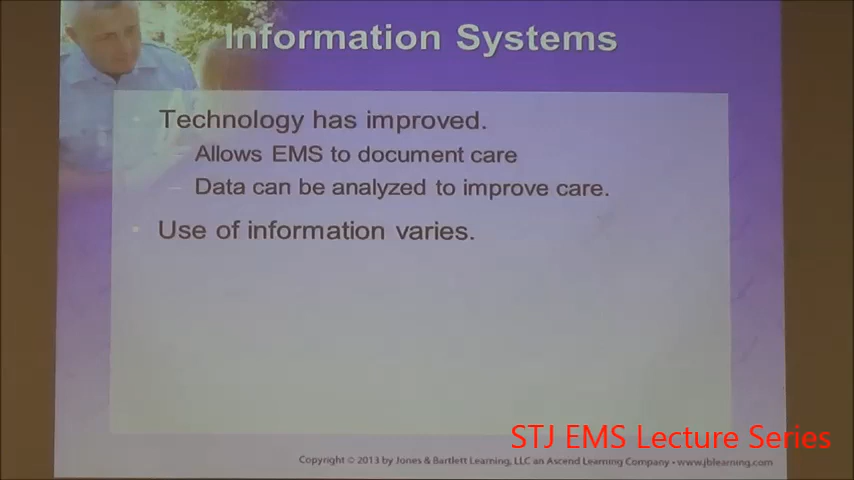 Information Systems
Technology has improved.
Allows EMS to document care
Data can be analyzed to improve care.
Use of information varies.
STJ EMS Lecture Series
Copyright © 2013 by Jones & Bartlett Learning, LLC an Ascend Learning Company • www.jblearning.com